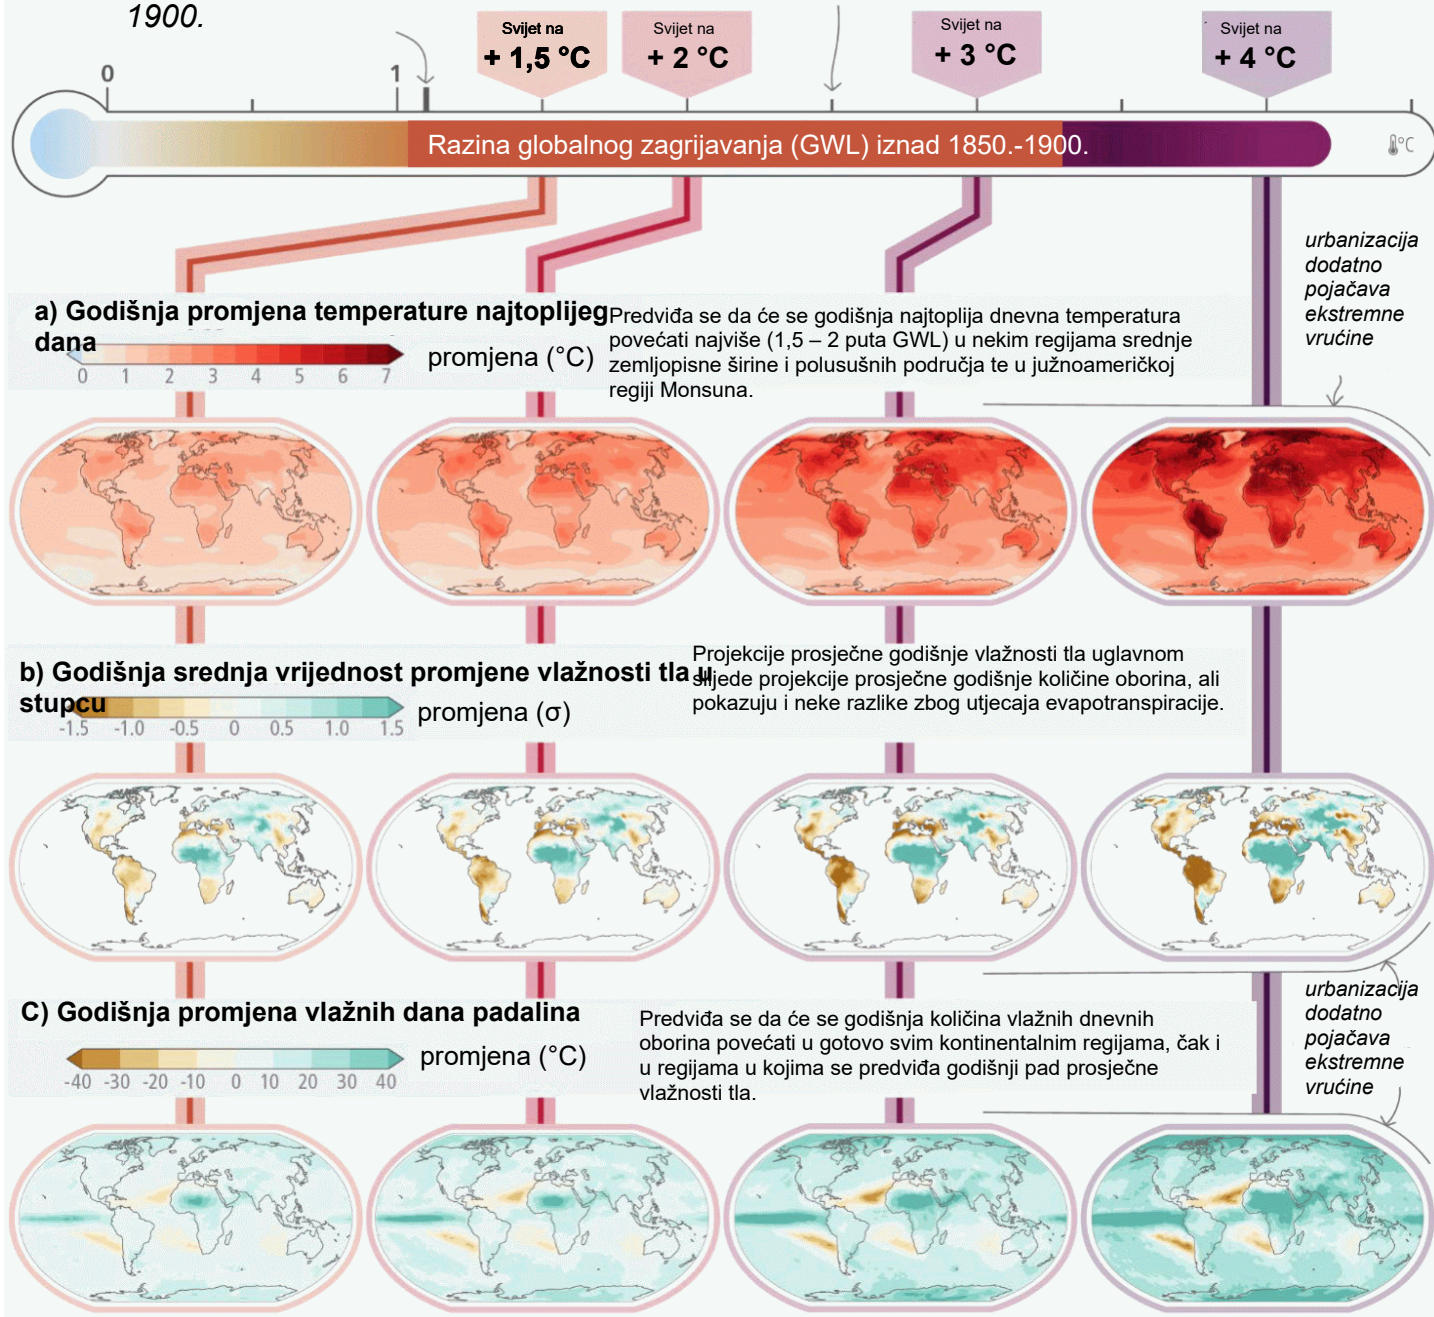 1900.
Svijet na
+ 1,5 °C
Svijet na
+ 2 °C
Svijet na
+ 3 °C
Svijet na
+ 4 °C
0
1
Razina globalnog zagrijavanja (GWL) iznad 1850.-1900.
°C
urbanizacija
dodatno
pojačava
ekstremne
vrućine
a) Godišnja promjena temperature najtoplijeg
dana
promjena (°C)
0 1 2 3 4 5 6 7
Predviđa se da će se godišnja najtoplija dnevna temperatura
povećati najviše (1,5 – 2 puta GWL) u nekim regijama srednje
zemljopisne širine i polusušnih područja te u južnoameričkoj
regiji Monsuna.
b) Godišnja srednja vrijednost promjene vlažnosti tla u
stupcu
promjena (σ)
-1.5 -1.0 -0.5 0 0.5 1.0 1.5
Projekcije prosječne godišnje vlažnosti tla uglavnom
slijede projekcije prosječne godišnje količine oborina, ali
pokazuju i neke razlike zbog utjecaja evapotranspiracije.
C) Godišnja promjena vlažnih dana padalina
promjena (°C)
-40 -30 -20 -10 0 10 20 30 40
Predviđa se da će se godišnja količina vlažnih dnevnih
oborina povećati u gotovo svim kontinentalnim regijama, čak i
u regijama u kojima se predviđa godišnji pad prosječne
vlažnosti tla.
urbanizacija
dodatno
pojačava
ekstremne
vrućine